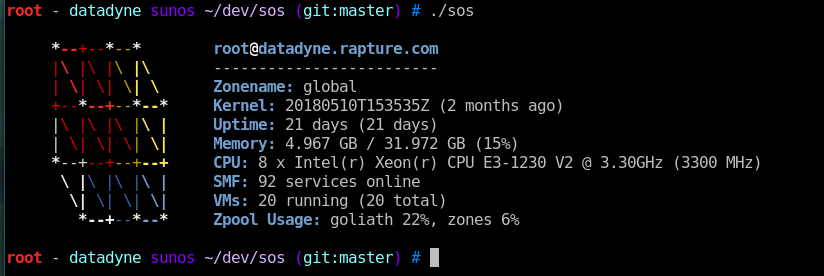 root - datadyne sunos ~/dev/sos (git:master) # ./sos
*--+--*--*       root@datadyne.rapture.com
|\ |\ |\ |\      -------------------------
| \| \| \| \     Zonename: global
+--*--+--*--*    Kernel: 20180510T153535Z (2 months ago)
|\ |\ |\ |\ |    Uptime: 21 days (21 days)
| \| \| \| \|    Memory: 4.967 GB / 31.972 GB (15%)
*--+--+--+--+    CPU: 8 x Intel(r) Xeon(r) CPU E3-1230 V2 @ 3.30GHz (3300 MHz)
\ |\ |\ |\ |    SMF: 92 services online
\| \| \| \|    VMs: 20 running (20 total)
*--+--*--*    Zpool Usage: goliath 22%, zones 6%
root - datadyne sunos ~/dev/sos (git:master) #